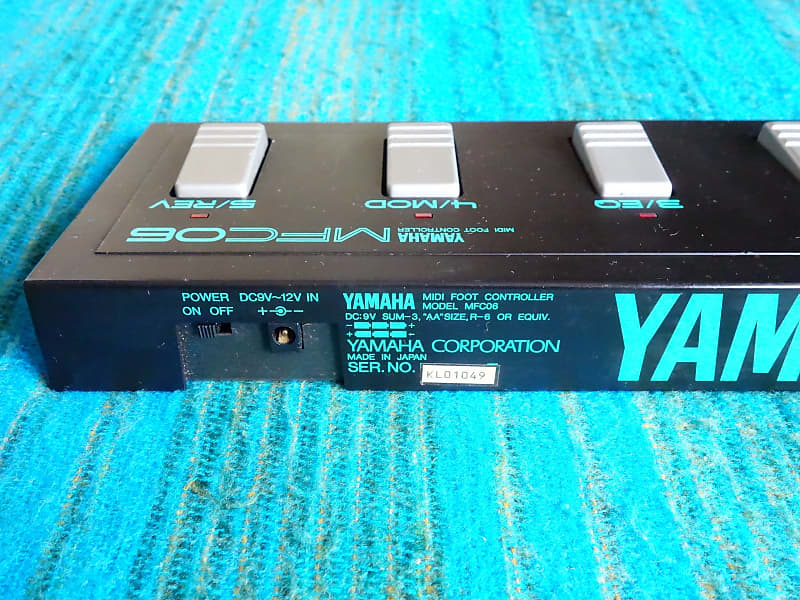 5/REV
4/MOD
3/EQ
YAMAHA MFC06
MIDI FOOT CONTROLLER
POWER DC9V~12V IN
ON OFF + -
YAMAHA MIDI FOOT CONTROLLER
MODEL MFC06
DC:9V SUM-3, "AA" SIZE, R-6 OR EQUIV.
- +
+ -
YAMAHA CORPORATION
MADE IN JAPAN
SER. NO. KL01049
YAM